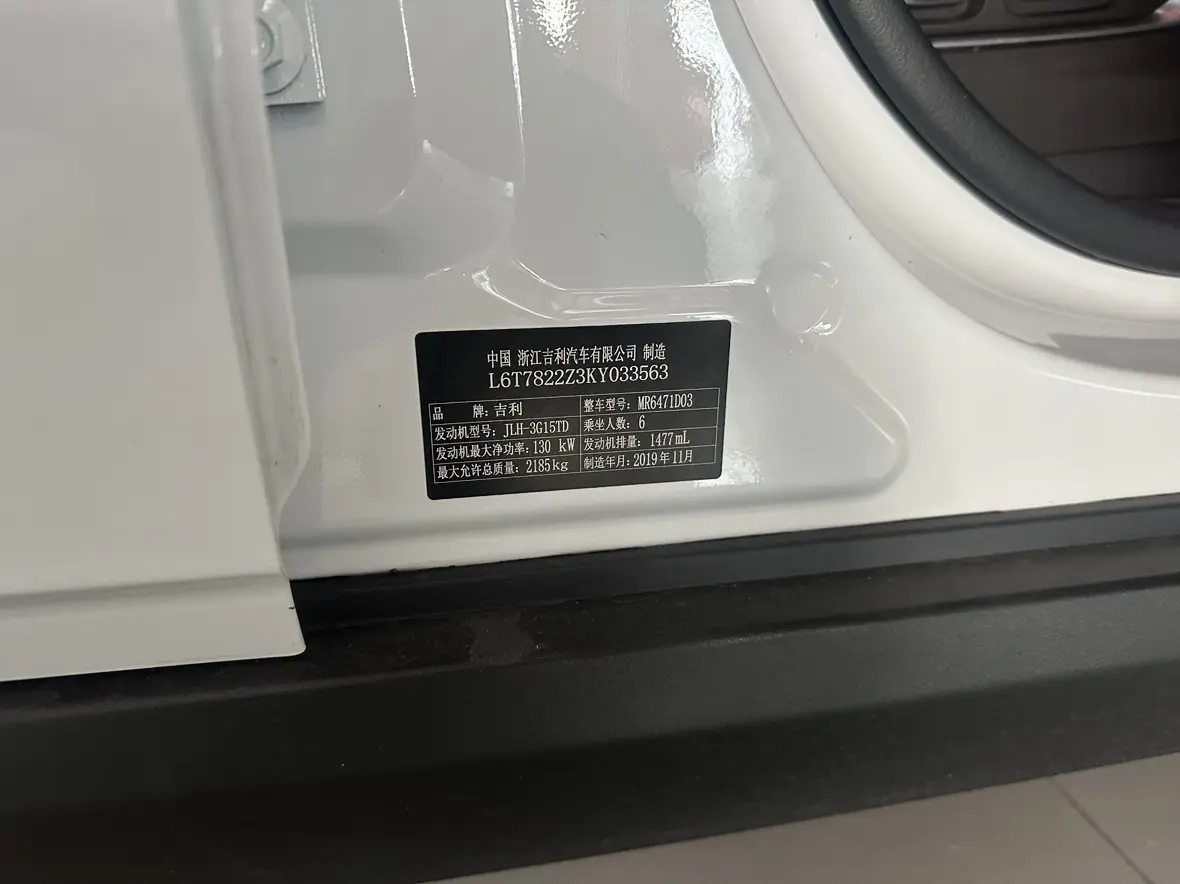 中国 浙江吉利汽车有限公司 制造
L6T7822Z3KY033563
品 牌: 吉利 整车型号: MR6471D03
发动机型号: JLH-3G15TD 乘坐人数: 6
发动机最大净功率: 130 kW 发动机排量: 1477mL
最大允许总质量: 2185kg 制造年月: 2019年11月